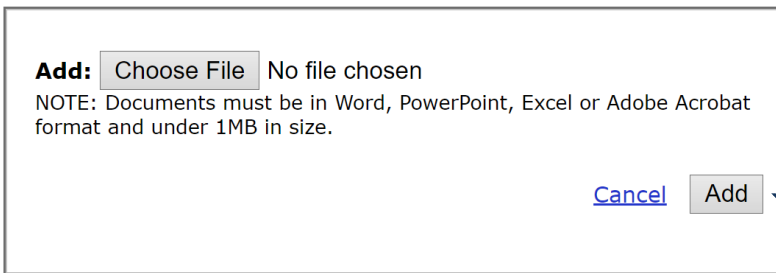 Add: Choose File No file chosen
NOTE: Documents must be in Word, PowerPoint, Excel or Adobe Acrobat
format and under 1MB in size.
Cancel Add